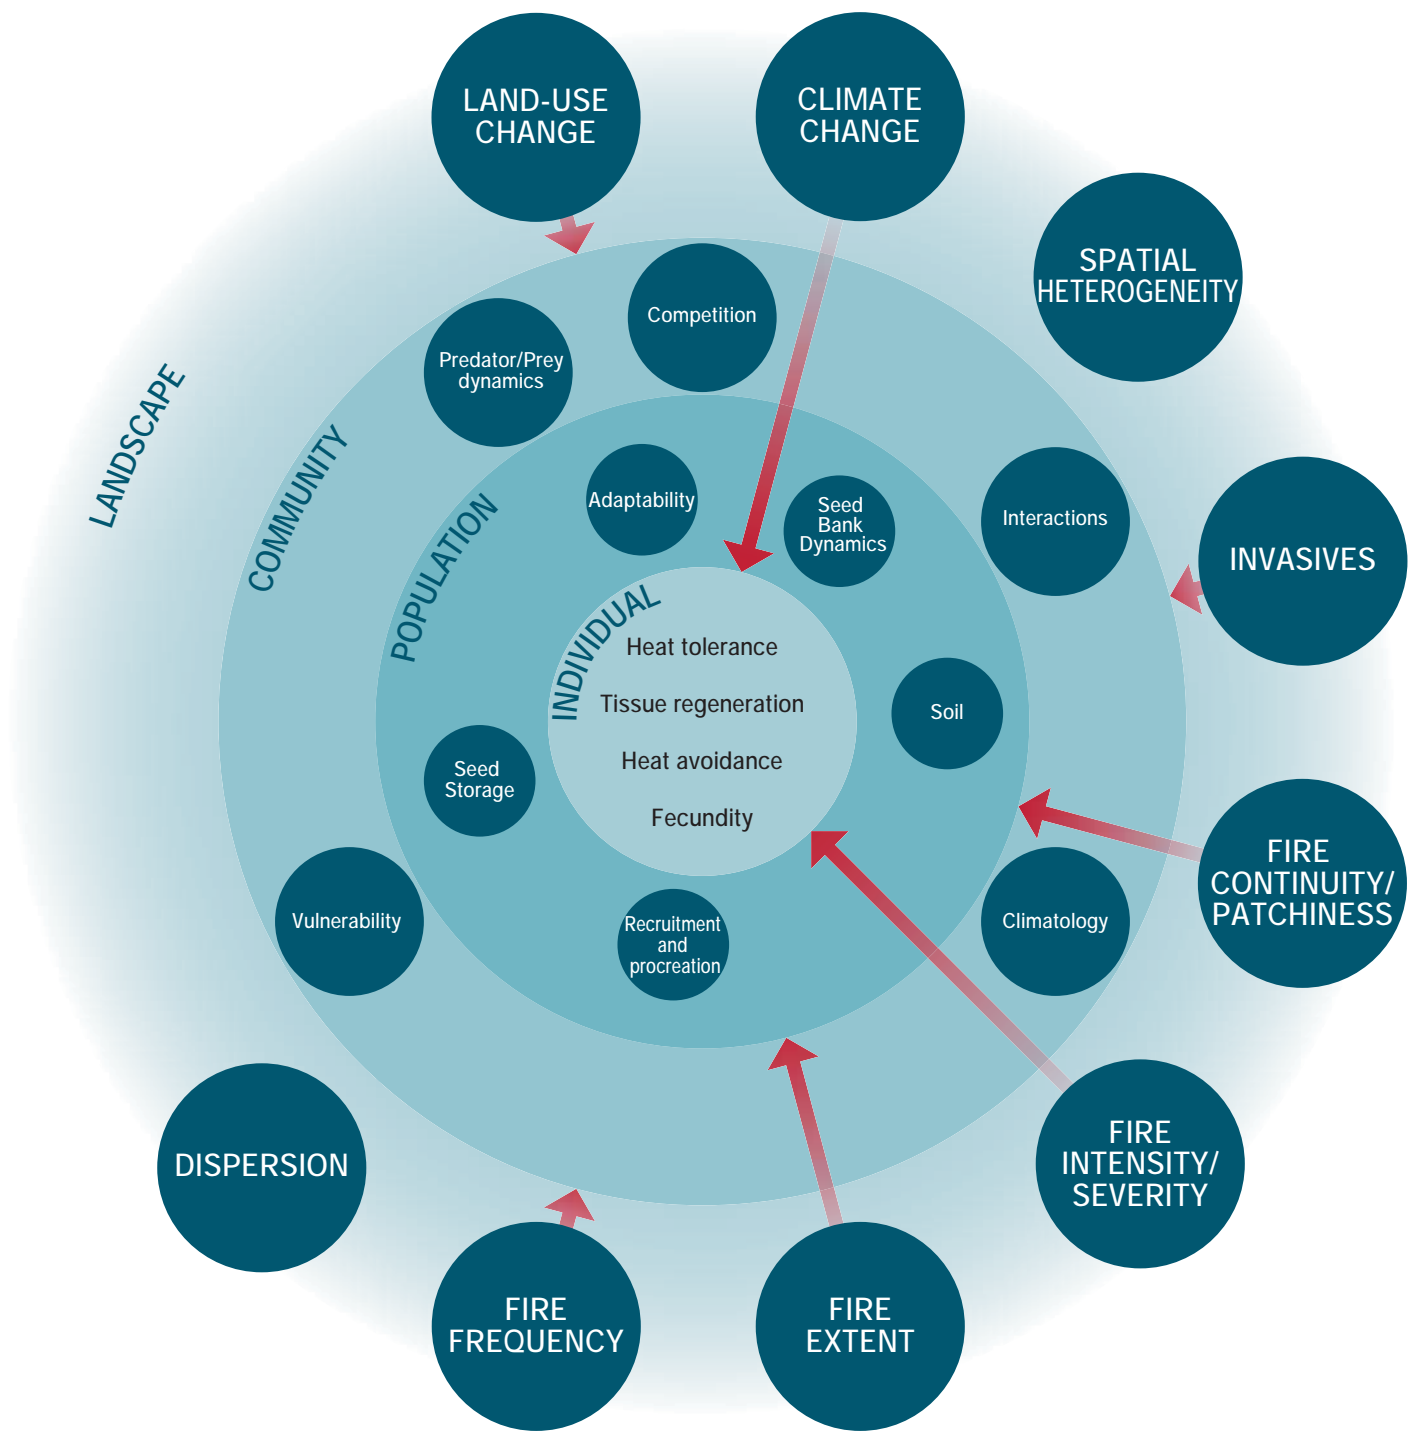 LAND-USE
CHANGE
CLIMATE
CHANGE
SPATIAL
HETEROGENEITY
Competition
Predator/Prey
dynamics
LANDSCAPE
COMMUNITY
POPULATION
INDIVIDUAL
Adaptability
Seed
Bank
Dynamics
Interactions
INVASIVES
Heat tolerance
Tissue regeneration
Heat avoidance
Fecundity
Soil
Seed
Storage
FIRE
CONTINUITY/
PATCHINESS
Vulnerability
Recruitment
and
procreation
Climatology
DISPERSION
FIRE
INTENSITY/
SEVERITY
FIRE
FREQUENCY
FIRE
EXTENT